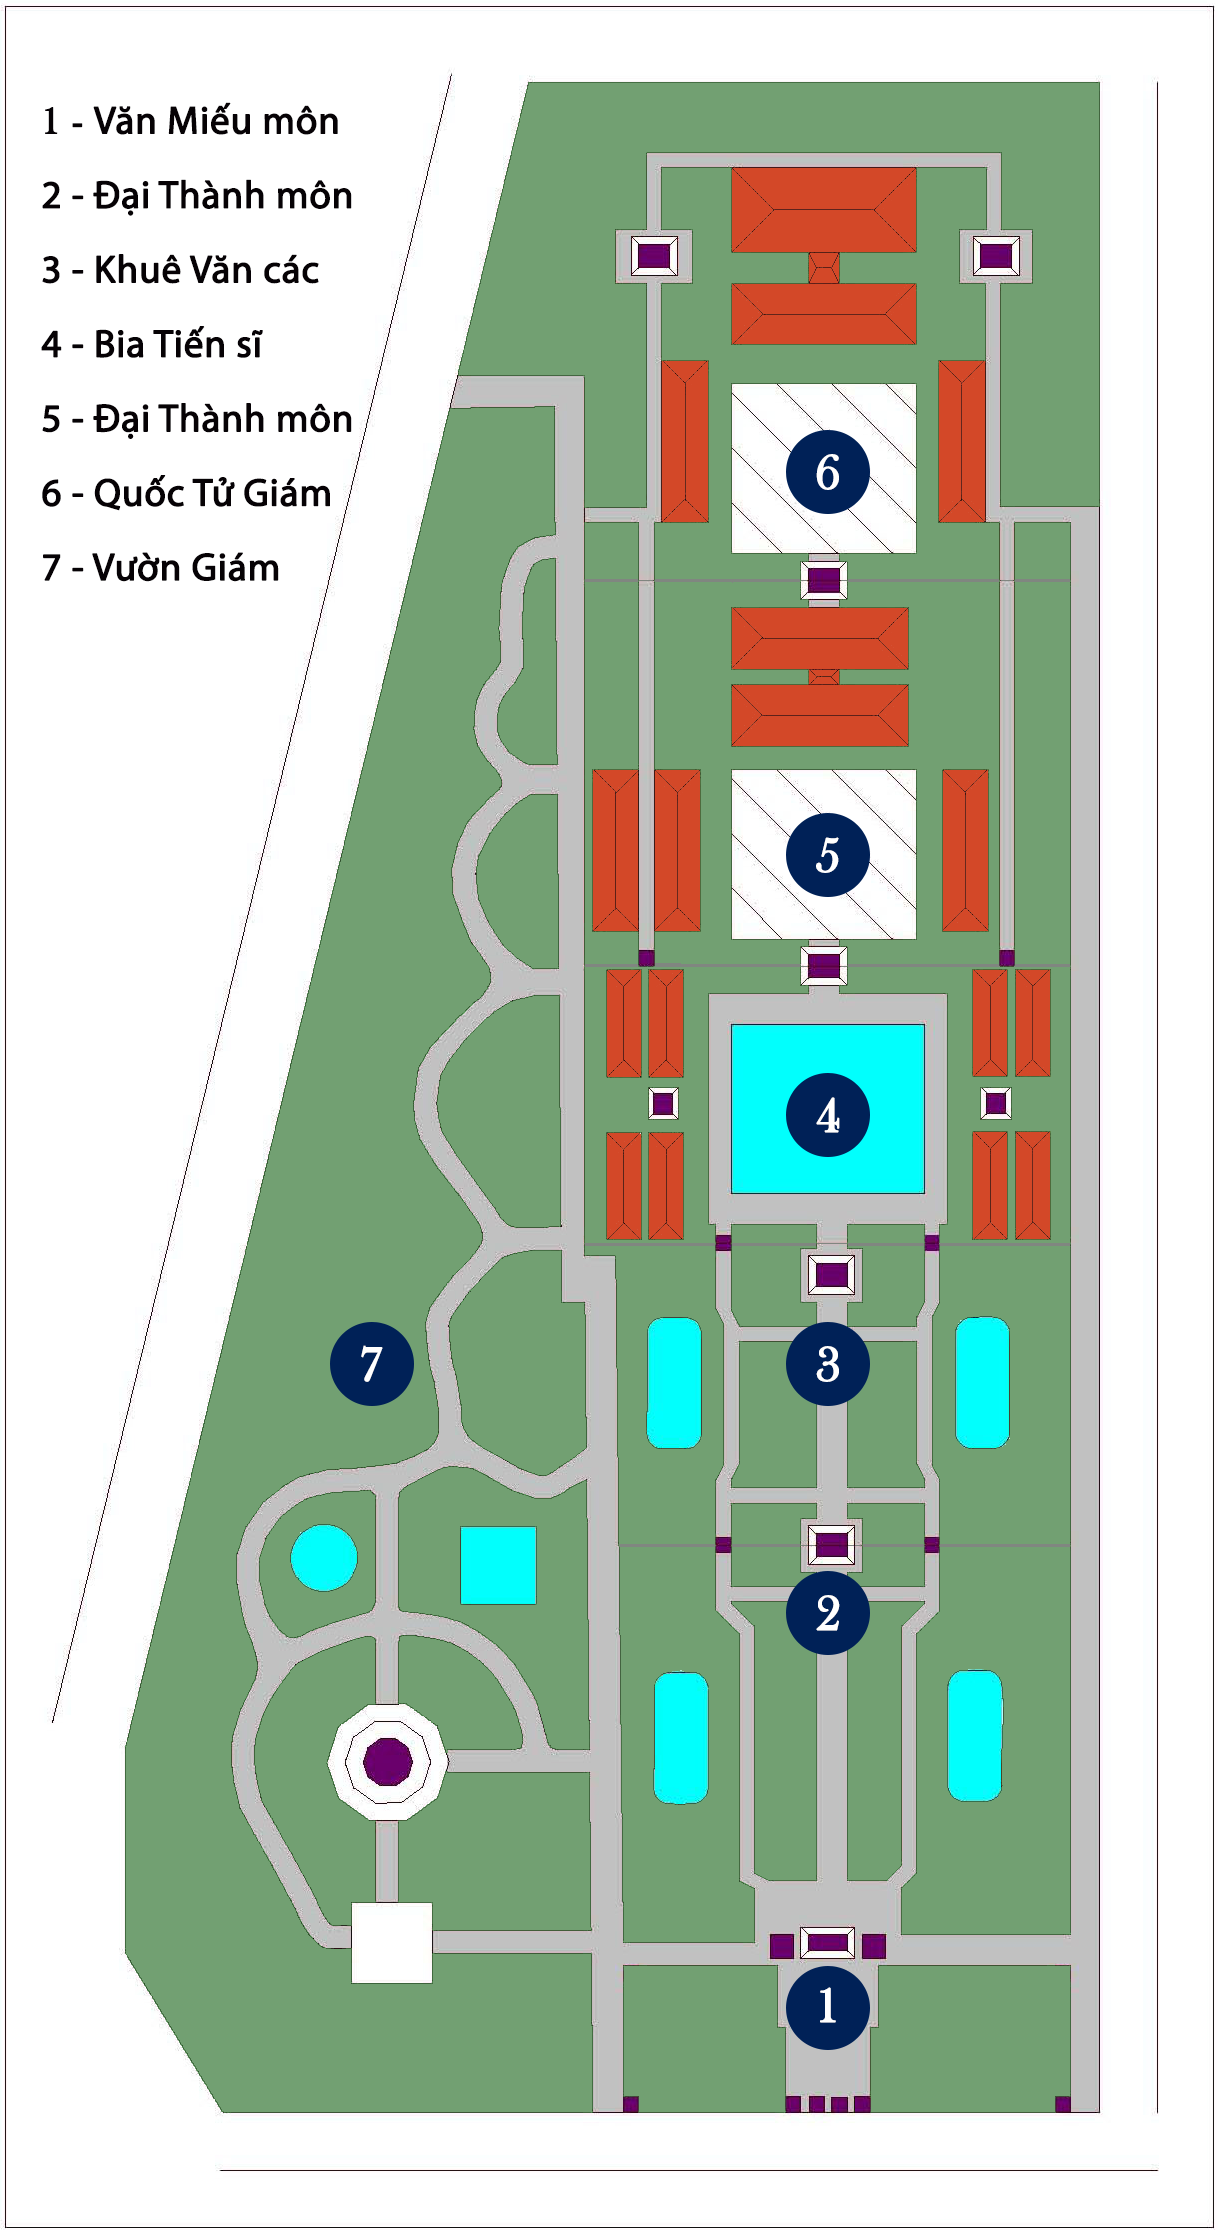 1 - Văn Miếu môn
2 - Đại Thành môn
3 - Khuê Văn các
4 - Bia Tiến sĩ
5 - Đại Thành môn
6 - Quốc Tử Giám
7 - Vườn Giám
6
5
4
7
3
2
1